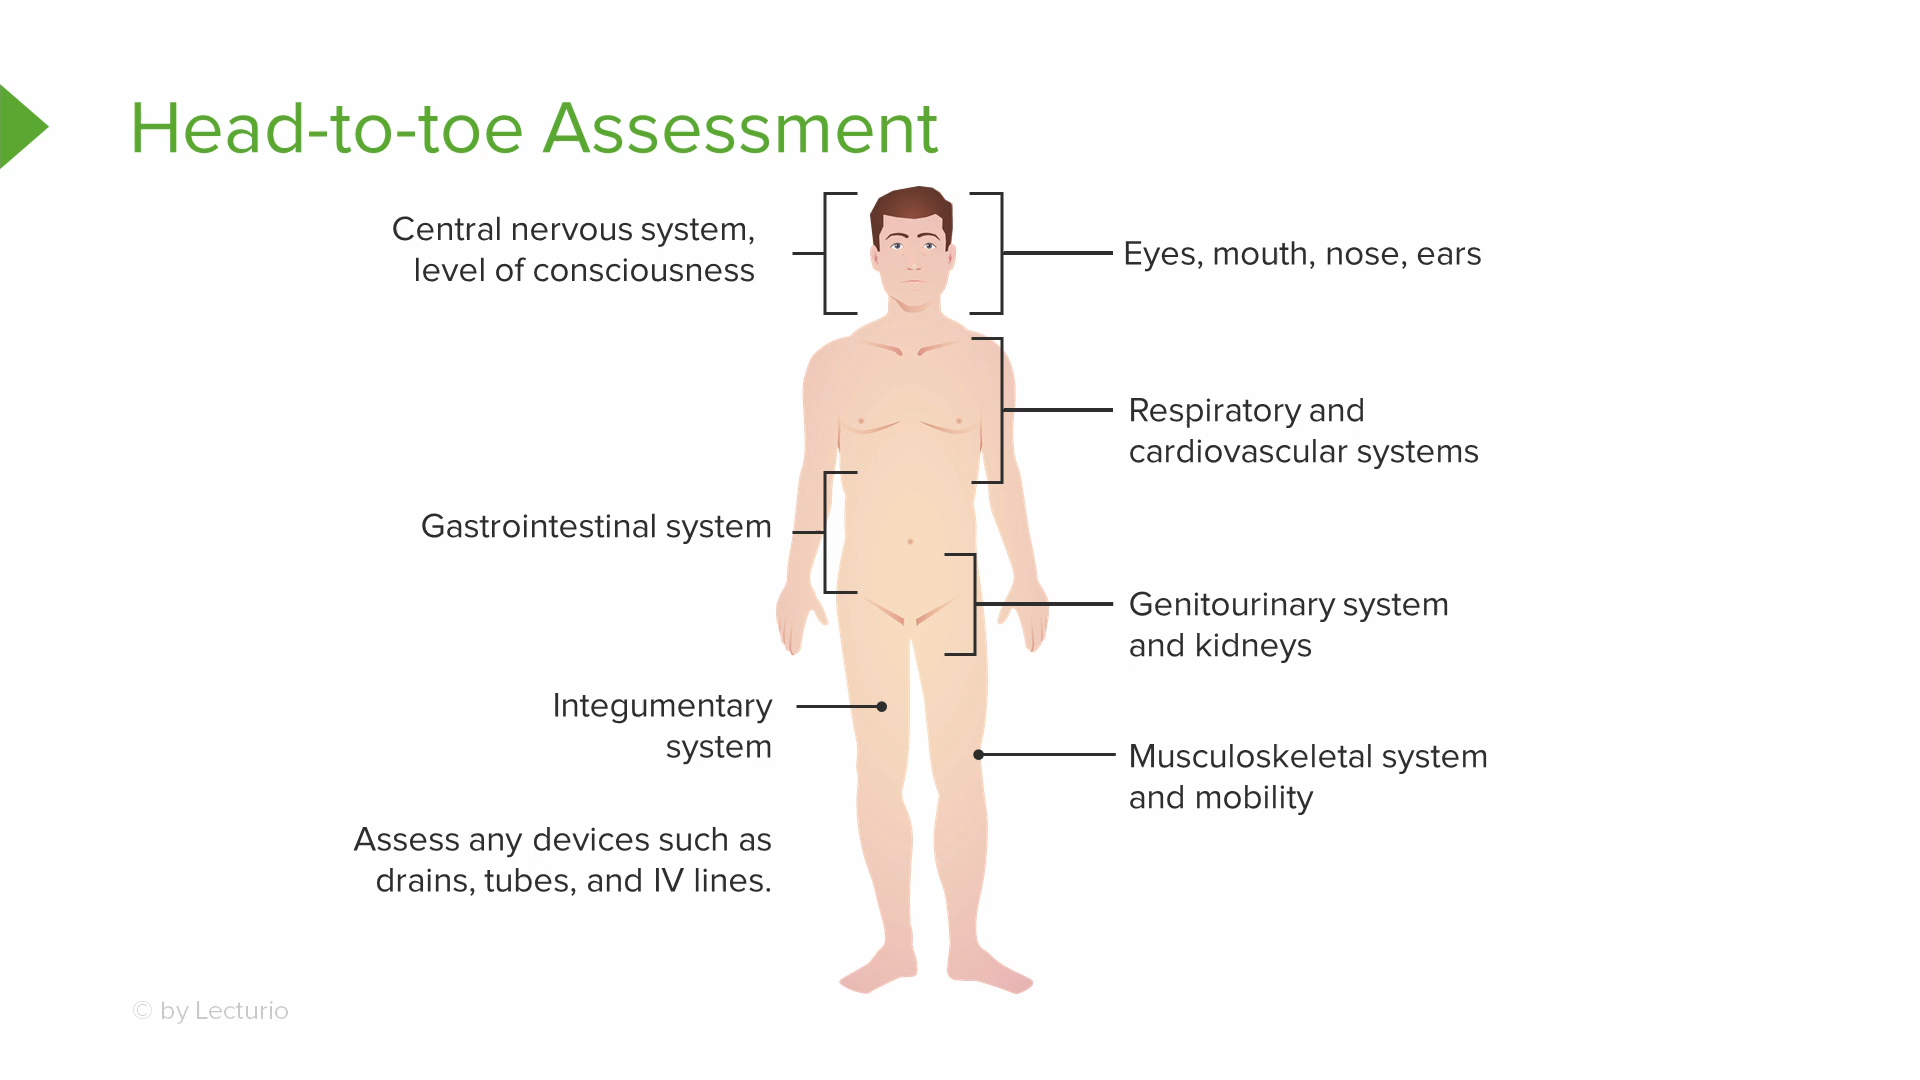 Head-to-toe Assessment
Central nervous system,
level of consciousness
Eyes, mouth, nose, ears
Respiratory and
cardiovascular systems
Gastrointestinal system
Genitourinary system
and kidneys
Integumentary
system
Musculoskeletal system
and mobility
Assess any devices such as
drains, tubes, and IV lines.
© by Lecturio